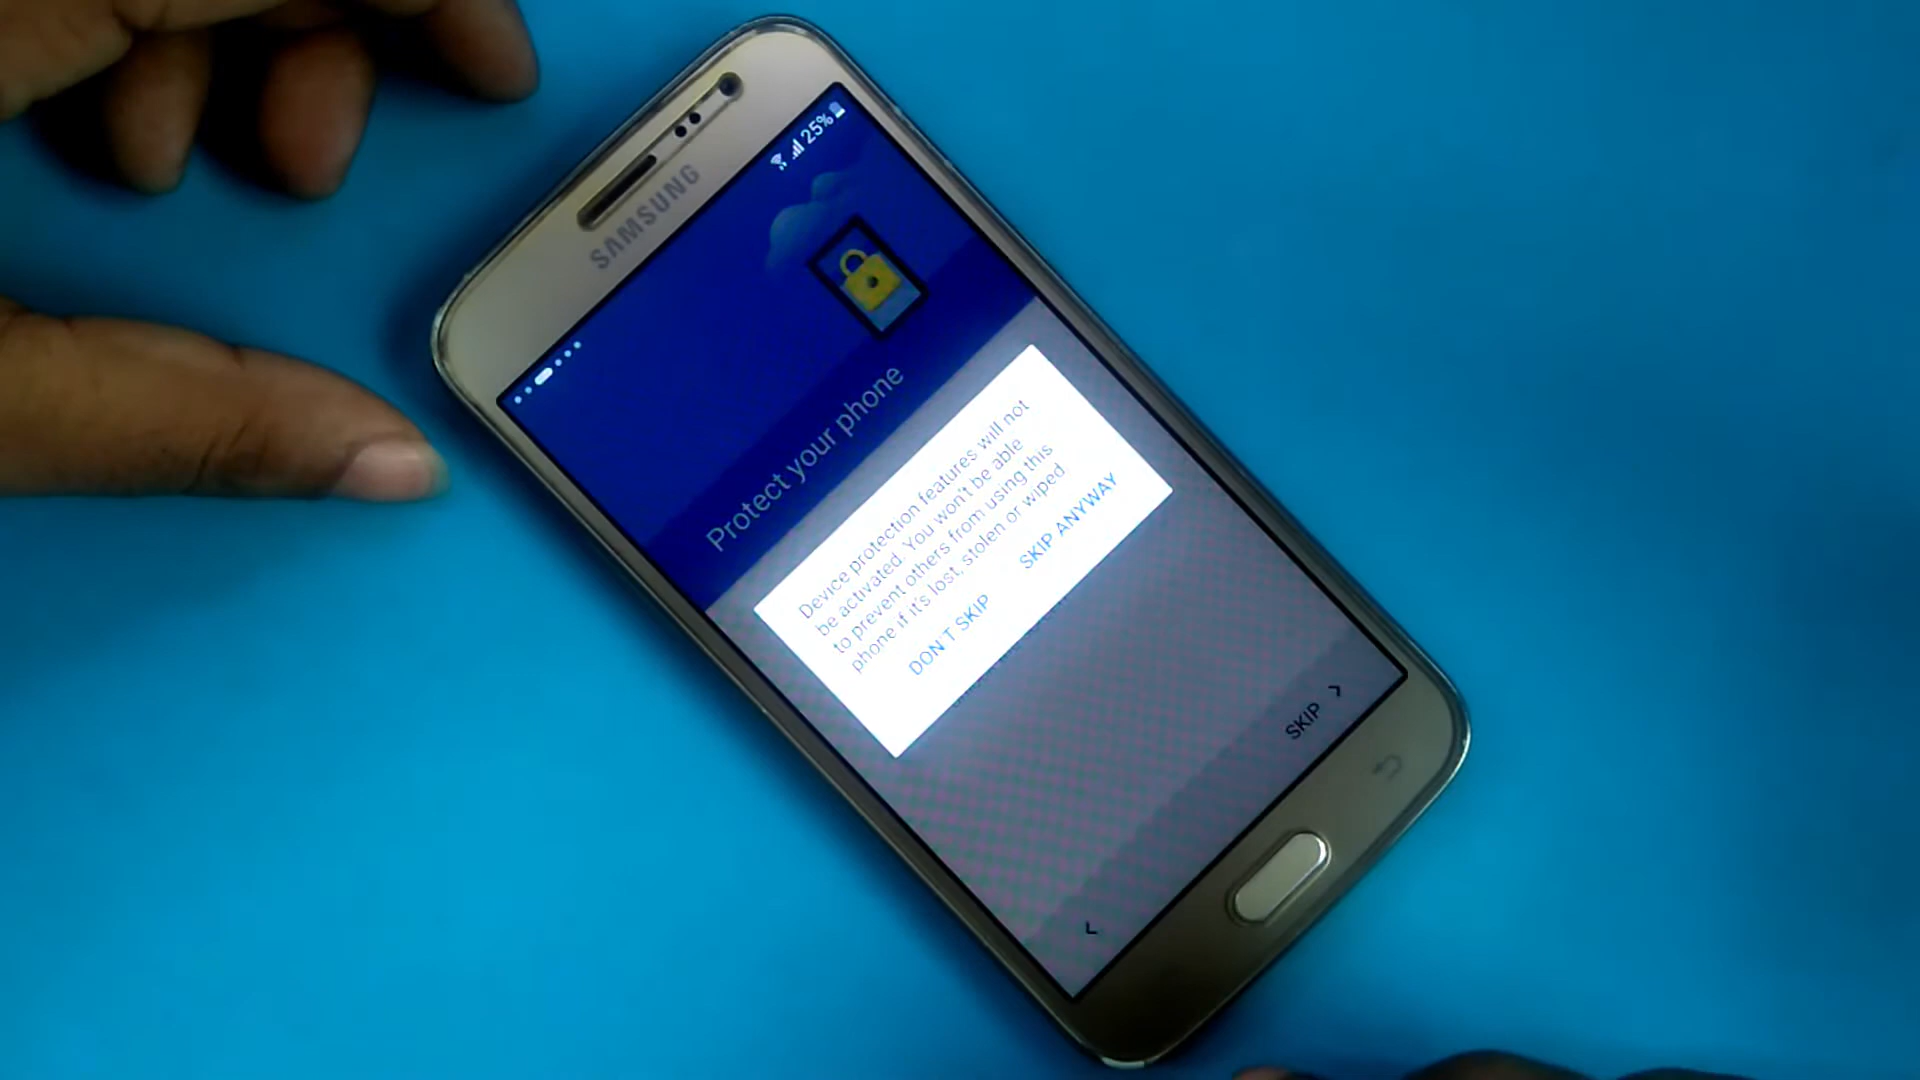 SAMSUNG
25%
Protect your phone
Device protection features will not
be activated. You won't be able
to prevent others from using this
phone if it's lost, stolen or wiped
DON'T SKIP
SKIP ANYWAY
SKIP